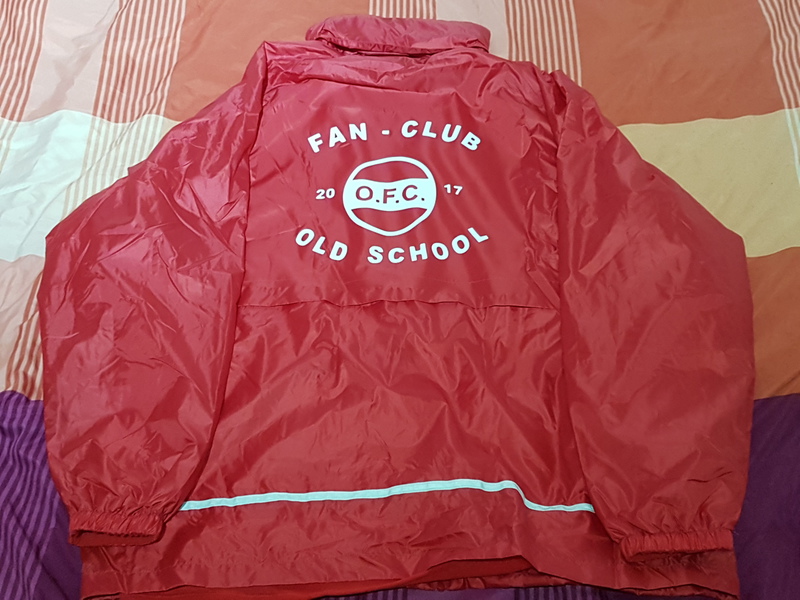 FAN - CLUB
20 O.F.C. 17
OLD SCHOOL